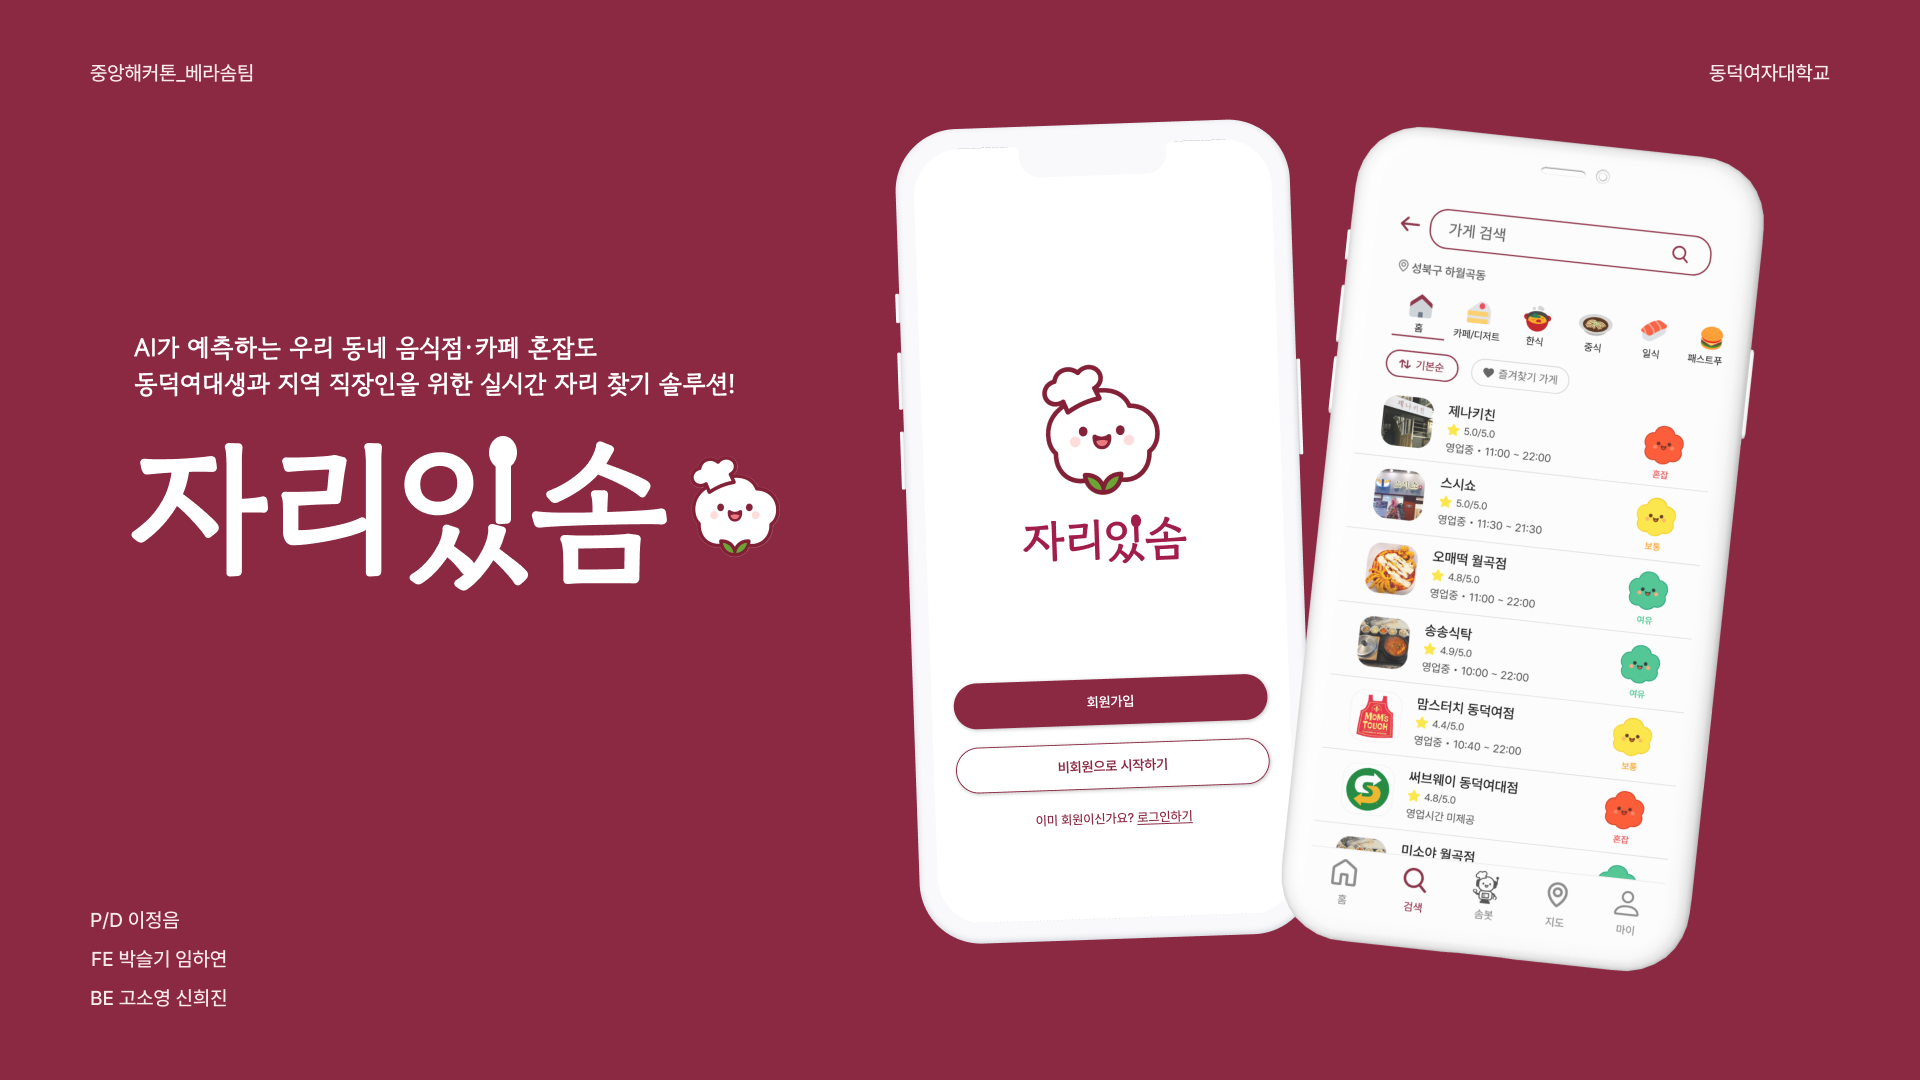 중앙해커톤_베라솜팀
동덕여자대학교
AI가 예측하는 우리 동네 음식점·카페 혼잡도
동덕여대생과 지역 직장인을 위한 실시간 자리 찾기 솔루션!
자리있솜
P/D 이정음
FE 박슬기 임하연
BE 고소영 신희진
자리있솜
회원가입
비회원으로 시작하기
이미 회원이신가요? 로그인하기
가게 검색
성북구 하월곡동
홈 카페/디저트 한식 중식 일식 패스트푸
기본순 즐겨찾기 가게
제나키친
제나키친
5.0/5.0
영업중 • 11:00 ~ 22:00
혼잡
스시쇼
5.0/5.0
영업중 • 11:30 ~ 21:30
보통
오매떡 월곡점
4.8/5.0
영업중 • 11:00 ~ 22:00
여유
송송식탁
4.9/5.0
영업중 • 10:00 ~ 22:00
여유
MOM'S
TOUCH
맘스터치 동덕여점
4.4/5.0
영업중 • 10:40 ~ 22:00
보통
써브웨이 동덕여대점
4.8/5.0
영업시간 미제공
혼잡
미소야 월곡점
홈 검색 솜봇 지도 마이